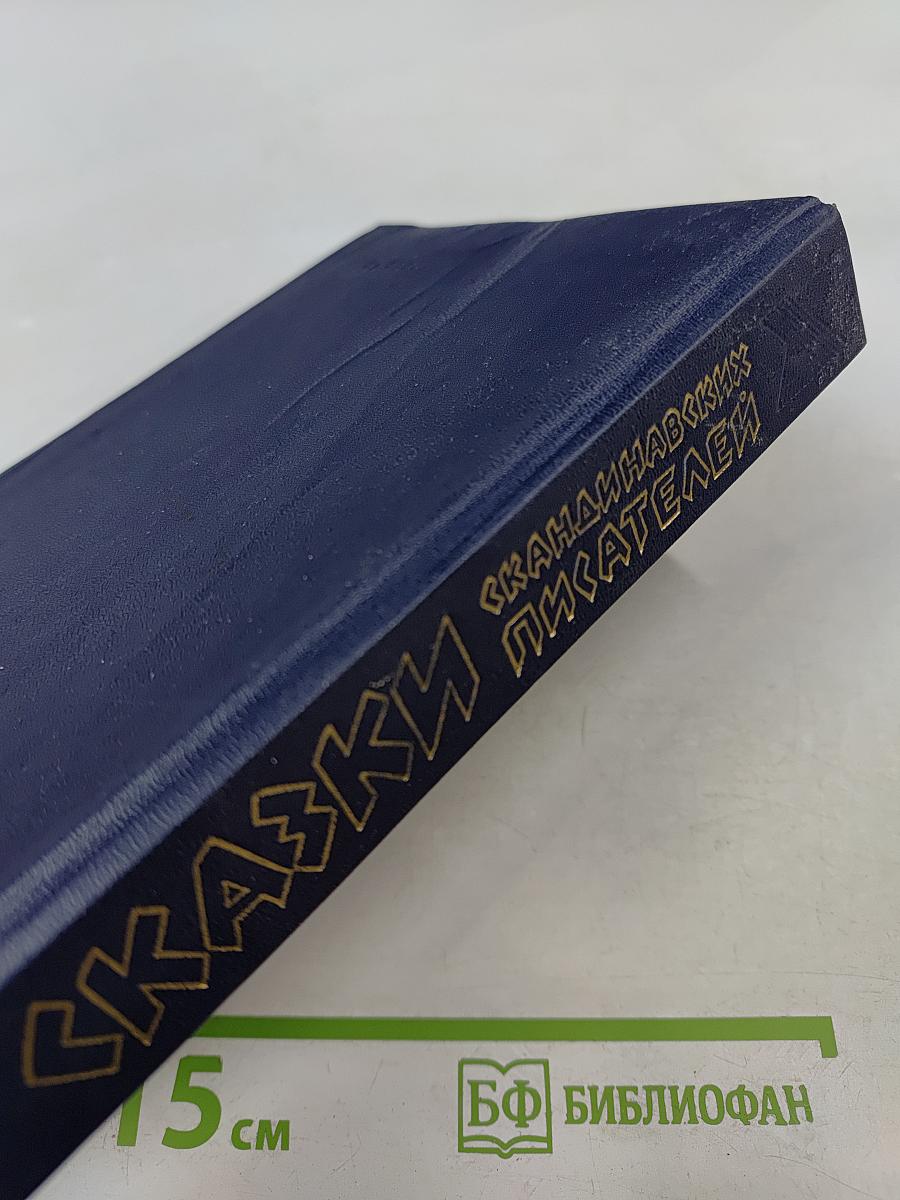 СКАЗКИ
СКАНДИНАВСКИХ
ПИСАТЕЛЕЙ
15 см
БФ БИБЛИОФАН